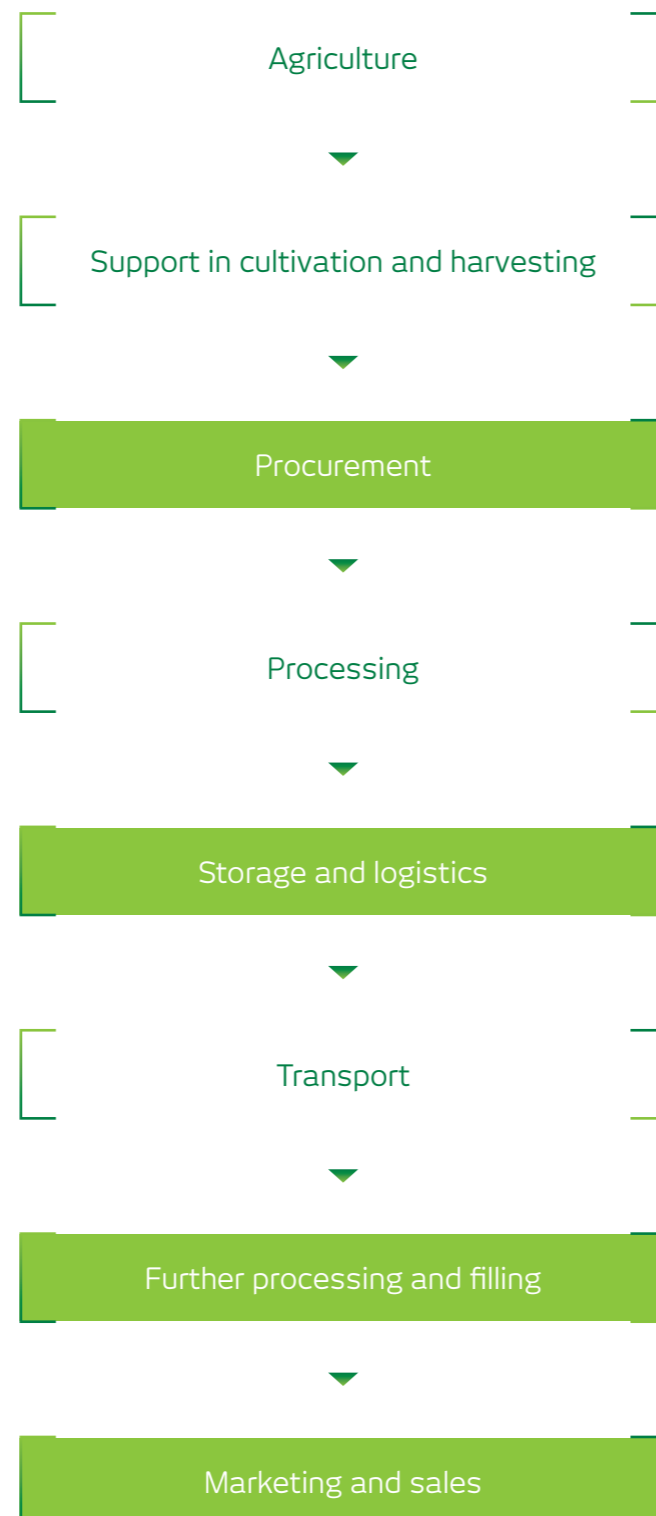 Agriculture
Support in cultivation and harvesting
Procurement
Processing
Storage and logistics
Transport
Further processing and filling
Marketing and sales